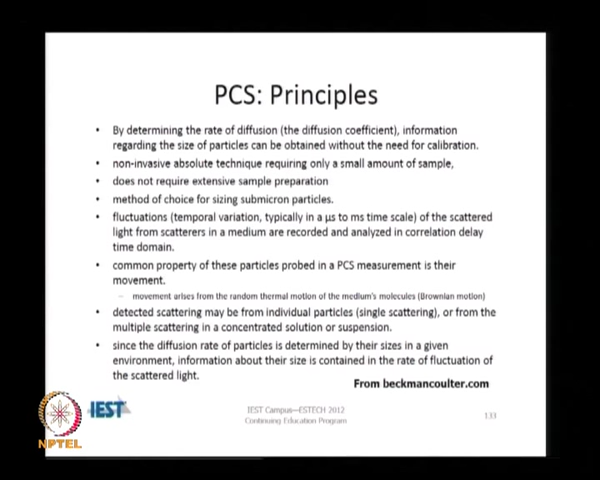 PCS: Principles
• By determining the rate of diffusion (the diffusion coefficient), information
regarding the size of particles can be obtained without the need for calibration.
• non-invasive absolute technique requiring only a small amount of sample,
• does not require extensive sample preparation
• method of choice for sizing submicron particles.
• fluctuations (temporal variation, typically in a µs to ms time scale) of the scattered
light from scatterers in a medium are recorded and analyzed in correlation delay
time domain.
• common property of these particles probed in a PCS measurement is their
movement.
– movement arises from the random thermal motion of the medium's molecules (Brownian motion)
• detected scattering may be from individual particles (single scattering), or from the
multiple scattering in a concentrated solution or suspension.
• since the diffusion rate of particles is determined by their sizes in a given
environment, information about their size is contained in the rate of fluctuation of
the scattered light.
From beckmancoulter.com
IEST
NPTEL
IEST Campus—ESTECH 2012
Continuing Education Program
133